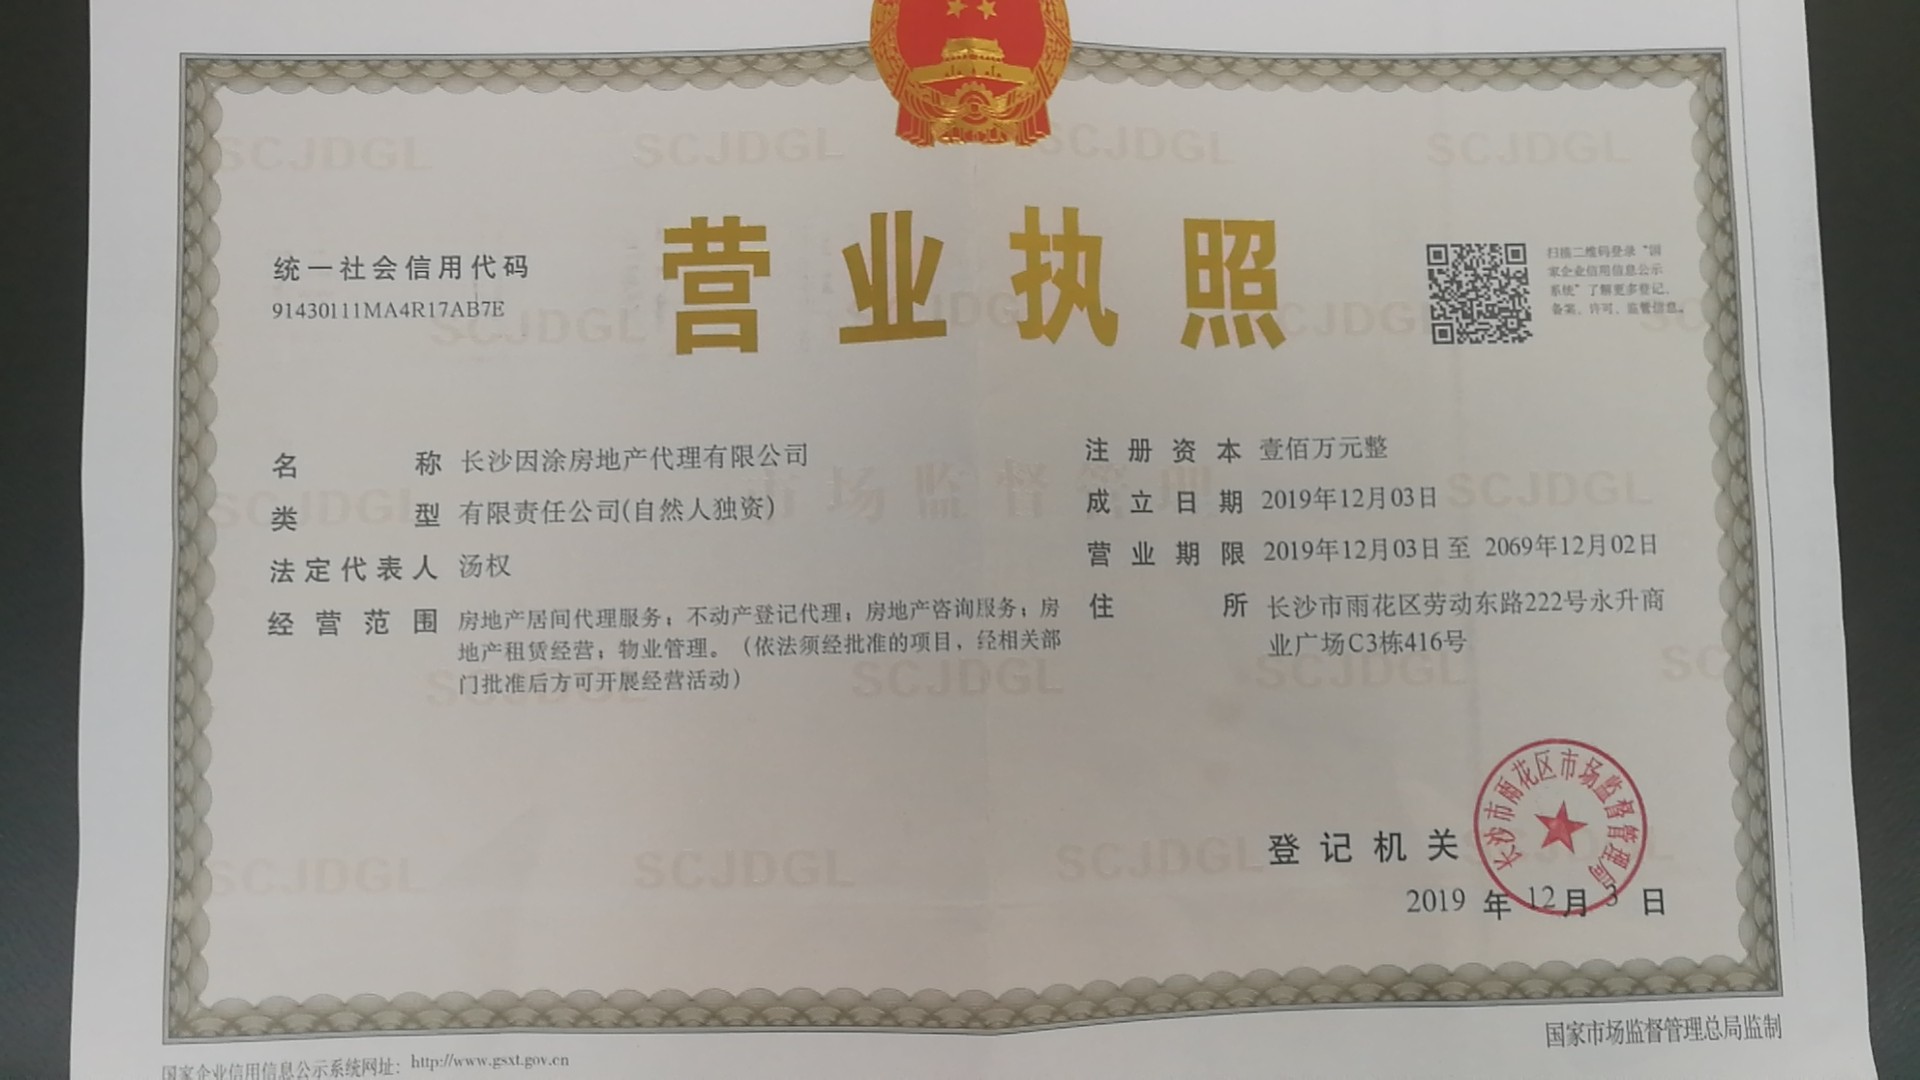 营业执照
统一社会信用代码
91430111MA4R17AB7E
扫描二维码登录“国
家企业信用信息公示
系统”了解更多登记、
备案、许可、监管信息。
名称 长沙因涂房地产代理有限公司
类型 有限责任公司(自然人独资)
法定代表人 汤权
经营范围 房地产居间代理服务；不动产登记代理；房地产咨询服务；房
地产租赁经营；物业管理。（依法须经批准的项目，经相关部
门批准后方可开展经营活动）
注册资本 壹佰万元整
成立日期 2019年12月03日
营业期限 2019年12月03日至 2069年12月02日
住所 长沙市雨花区劳动东路222号永升商
业广场C3栋416号
登记机关
长沙市雨花区市场监督管理局
2019 年 12 月 3 日
国家企业信用信息公示系统网址：http://www.gsxt.gov.cn
国家市场监督管理总局监制
市场监督管理
SCJDGL